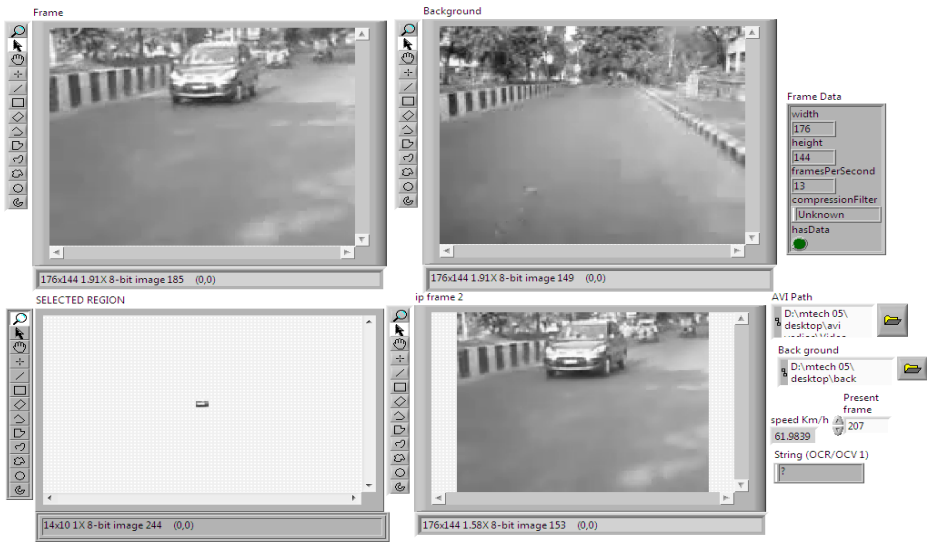 Frame
Background
176x144 1.91X 8-bit image 185 (0,0)
176x144 1.91X 8-bit image 149 (0,0)
Frame Data
width
176
height
144
framesPerSecond
13
compressionFilter
Unknown
hasData
SELECTED REGION
ip frame 2
14x10 1X 8-bit image 244 (0,0)
176x144 1.58X 8-bit image 153 (0,0)
AVI Path
D:\mtech 05\
desktop\avi
Back ground
D:\mtech 05\
desktop\back
Present
frame
speed Km/h
207
61.9839
String (OCR/OCV 1)
?